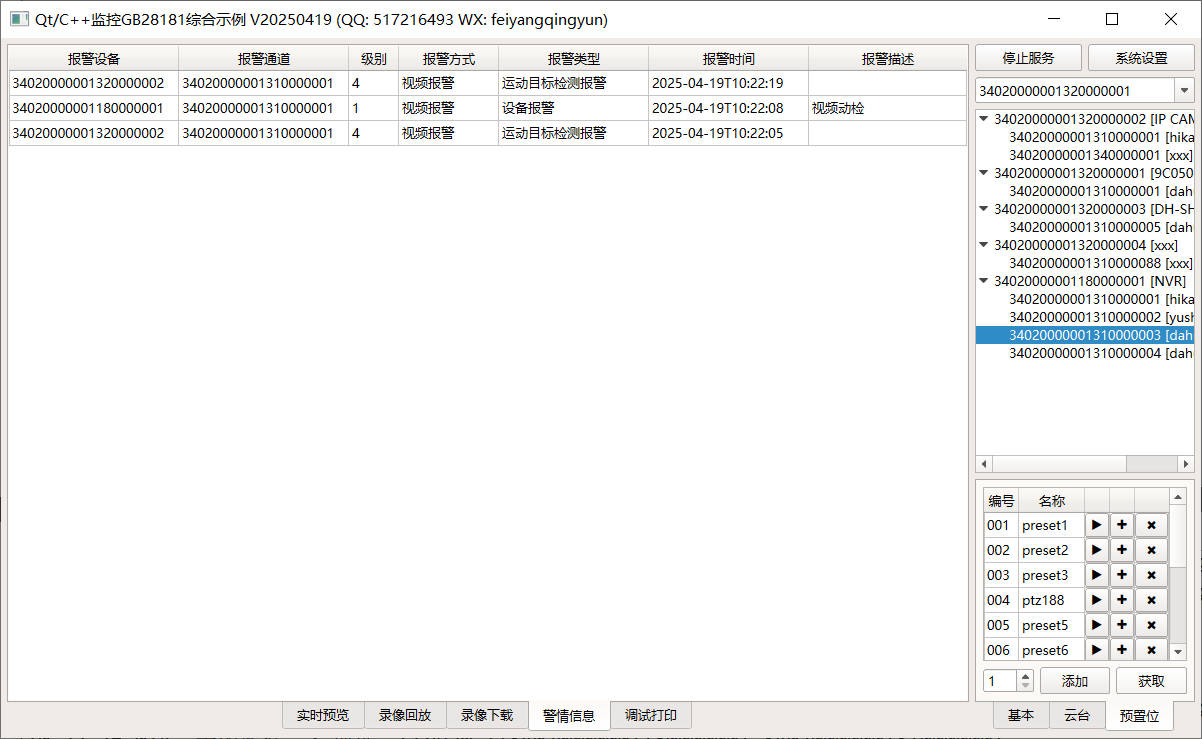 Qt/C++监控GB28181综合示例 V20250419 (QQ: 517216493 WX: feiyangqingyun)
报警设备 报警通道 级别 报警方式 报警类型 报警时间 报警描述
34020000001320000002 34020000001310000001 4 视频报警 运动目标检测报警 2025-04-19T10:22:19
34020000001180000001 34020000001310000001 1 视频报警 设备报警 2025-04-19T10:22:08 视频动检
34020000001320000002 34020000001310000001 4 视频报警 运动目标检测报警 2025-04-19T10:22:05
停止服务 系统设置
34020000001320000001
34020000001320000002 [IP CAM
34020000001310000001 [hika
34020000001340000001 [xxx]
34020000001320000001 [9C050
34020000001310000001 [dah
34020000001320000003 [DH-SH
34020000001310000005 [dah
34020000001320000004 [xxx]
34020000001310000088 [xxx]
34020000001180000001 [NVR]
34020000001310000001 [hika
34020000001310000002 [yush
34020000001310000003 [dah
34020000001310000004 [dah
编号 名称
001 preset1
002 preset2
003 preset3
004 ptz188
005 preset5
006 preset6
1 添加 获取
实时预览 录像回放 录像下载 警情信息 调试打印
基本 云台 预置位